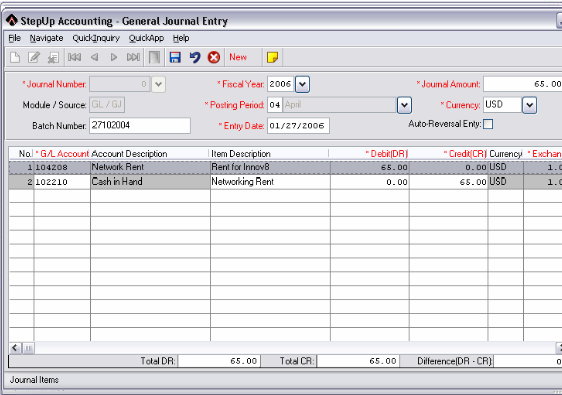 StepUp Accounting - General Journal Entry
File Navigate QuickInquiry QuickApp Help
New
* Journal Number: 0 * Fiscal Year: 2006 * Journal Amount: 65.00
Module / Source: GL / GJ * Posting Period: 04 April * Currency: USD
Batch Number: 27102004 * Entry Date: 01/27/2006 Auto-Reversal Enty:
No. * G/L Account Account Description Item Description * Debit(DR) * Credit(CR) Currency * Exchan
1 104208 Network Rent Rent for Innov8 65.00 0.00 USD 1.0
2 102210 Cash in Hand Networking Rent 0.00 65.00 USD 1.0
Total DR: 65.00 Total CR: 65.00 Difference(DR - CR): 0
Journal Items